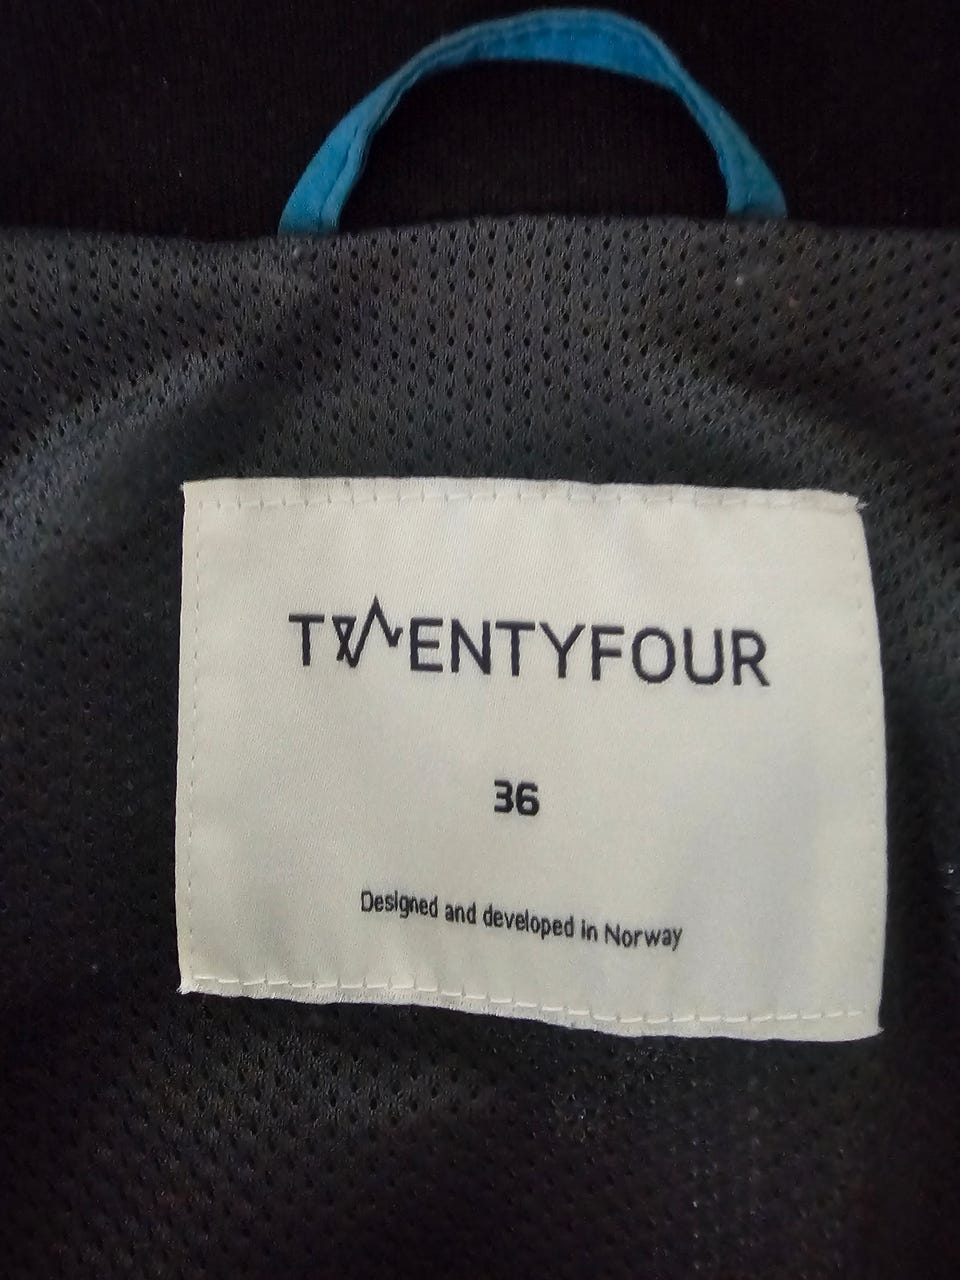 TWENTYFOUR
36
Designed and developed in Norway